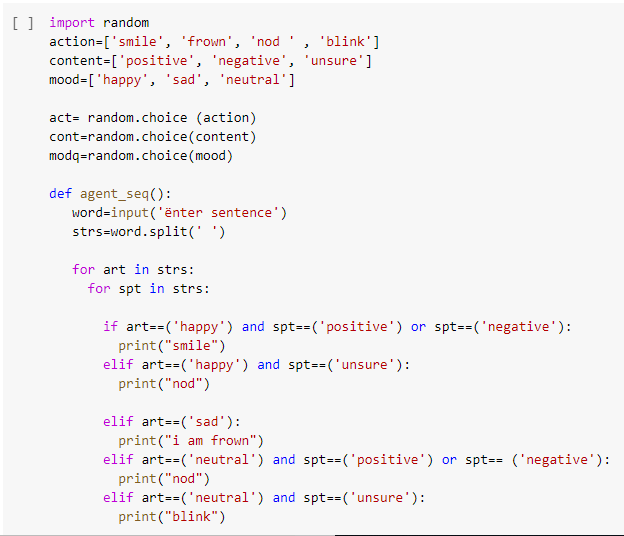 [ ] import random
action=['smile', 'frown', 'nod ' , 'blink']
content=['positive', 'negative', 'unsure']
mood=['happy', 'sad', 'neutral']

act= random.choice (action)
cont=random.choice(content)
modq=random.choice(mood)

def agent_seq():
   word=input('ënter sentence')
   strs=word.split(' ')

   for art in strs:
     for spt in strs:

       if art==('happy') and spt==('positive') or spt==('negative'):
         print("smile")
       elif art==('happy') and spt==('unsure'):
         print("nod")

       elif art==('sad'):
         print("i am frown")
       elif art==('neutral') and spt==('positive') or spt== ('negative'):
         print("nod")
       elif art==('neutral') and spt==('unsure'):
         print("blink")